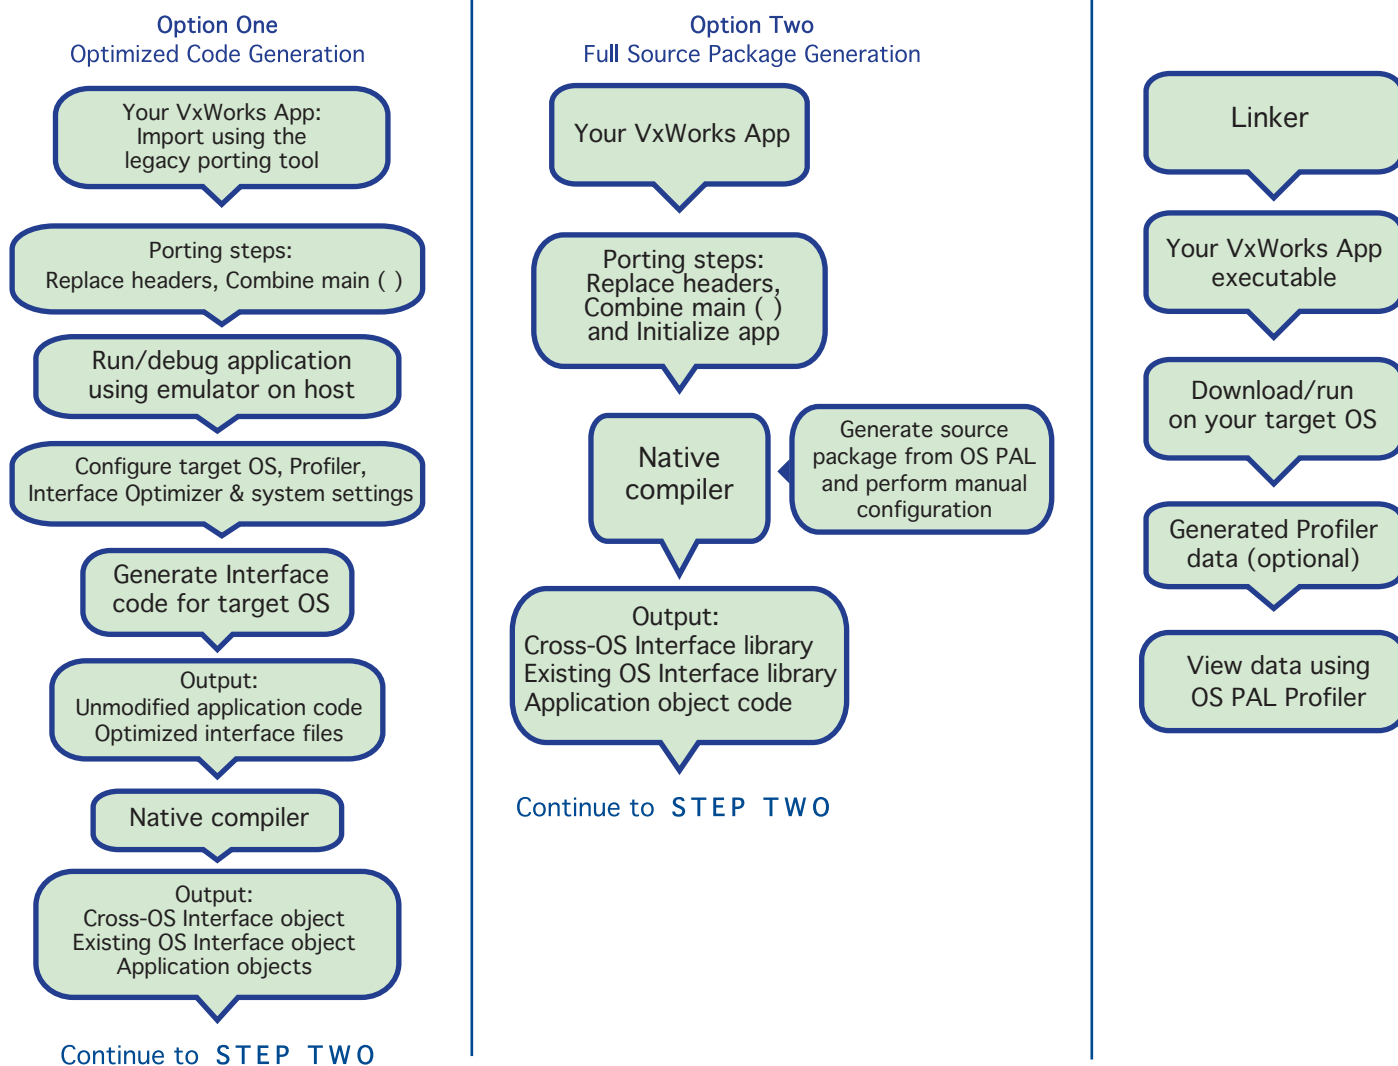 Option One
Optimized Code Generation
Your VxWorks App:
Import using the
legacy porting tool
Porting steps:
Replace headers, Combine main ( )
Run/debug application
using emulator on host
Configure target OS, Profiler,
Interface Optimizer & system settings
Generate Interface
code for target OS
Output:
Unmodified application code
Optimized interface files
Native compiler
Output:
Cross-OS Interface object
Existing OS Interface object
Application objects
Continue to STEP TWO
Option Two
Full Source Package Generation
Your VxWorks App
Porting steps:
Replace headers,
Combine main ( )
and Initialize app
Native
compiler
Generate source
package from OS PAL
and perform manual
configuration
Output:
Cross-OS Interface library
Existing OS Interface library
Application object code
Continue to STEP TWO
Linker
Your VxWorks App
executable
Download/run
on your target OS
Generated Profiler
data (optional)
View data using
OS PAL Profiler